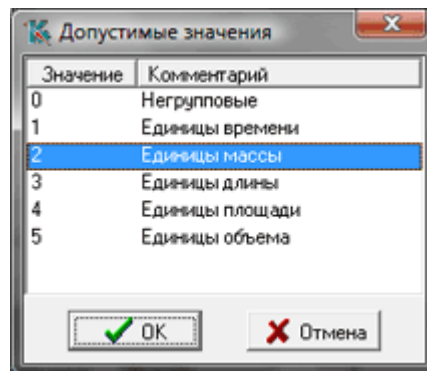 Допустимые значения
Значение Комментарий
0 Негрупповые
1 Единицы времени
2 Единицы массы
3 Единицы длины
4 Единицы площади
5 Единицы объема
OK Отмена